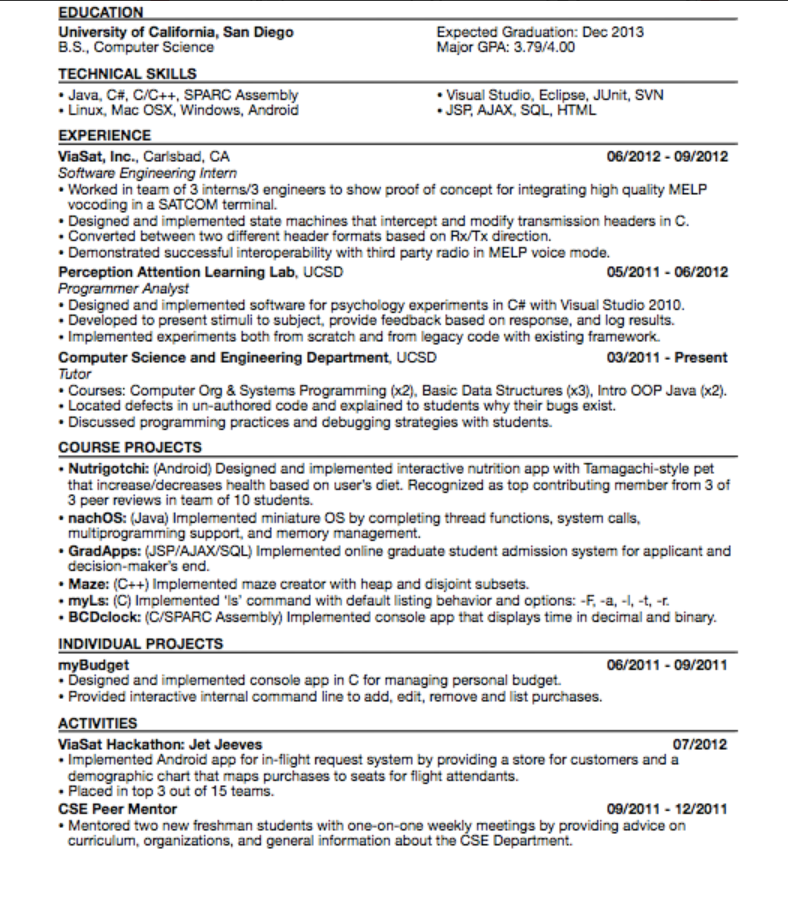 EDUCATION
University of California, San Diego Expected Graduation: Dec 2013
B.S., Computer Science Major GPA: 3.79/4.00
TECHNICAL SKILLS
• Java, C#, C/C++, SPARC Assembly • Visual Studio, Eclipse, JUnit, SVN
• Linux, Mac OSX, Windows, Android • JSP, AJAX, SQL, HTML
EXPERIENCE
ViaSat, Inc., Carlsbad, CA 06/2012 - 09/2012
Software Engineering Intern
• Worked in team of 3 interns/3 engineers to show proof of concept for integrating high quality MELP
vocoding in a SATCOM terminal.
• Designed and implemented state machines that intercept and modify transmission headers in C.
• Converted between two different header formats based on Rx/Tx direction.
• Demonstrated successful interoperability with third party radio in MELP voice mode.
Perception Attention Learning Lab, UCSD 05/2011 - 06/2012
Programmer Analyst
• Designed and implemented software for psychology experiments in C# with Visual Studio 2010.
• Developed to present stimuli to subject, provide feedback based on response, and log results.
• Implemented experiments both from scratch and from legacy code with existing framework.
Computer Science and Engineering Department, UCSD 03/2011 - Present
Tutor
• Courses: Computer Org & Systems Programming (x2), Basic Data Structures (x3), Intro OOP Java (x2).
• Located defects in un-authored code and explained to students why their bugs exist.
• Discussed programming practices and debugging strategies with students.
COURSE PROJECTS
• Nutrigotchi: (Android) Designed and implemented interactive nutrition app with Tamagachi-style pet
that increase/decreases health based on user's diet. Recognized as top contributing member from 3 of
3 peer reviews in team of 10 students.
• nachOS: (Java) Implemented miniature OS by completing thread functions, system calls,
multiprogramming support, and memory management.
• GradApps: (JSP/AJAX/SQL) Implemented online graduate student admission system for applicant and
decision-maker's end.
• Maze: (C++) Implemented maze creator with heap and disjoint subsets.
• myLs: (C) Implemented 'ls' command with default listing behavior and options: -F, -a, -l, -t, -r.
• BCDclock: (C/SPARC Assembly) Implemented console app that displays time in decimal and binary.
INDIVIDUAL PROJECTS
myBudget 06/2011 - 09/2011
• Designed and implemented console app in C for managing personal budget.
• Provided interactive internal command line to add, edit, remove and list purchases.
ACTIVITIES
ViaSat Hackathon: Jet Jeeves 07/2012
• Implemented Android app for in-flight request system by providing a store for customers and a
demographic chart that maps purchases to seats for flight attendants.
• Placed in top 3 out of 15 teams.
CSE Peer Mentor 09/2011 - 12/2011
• Mentored two new freshman students with one-on-one weekly meetings by providing advice on
curriculum, organizations, and general information about the CSE Department.